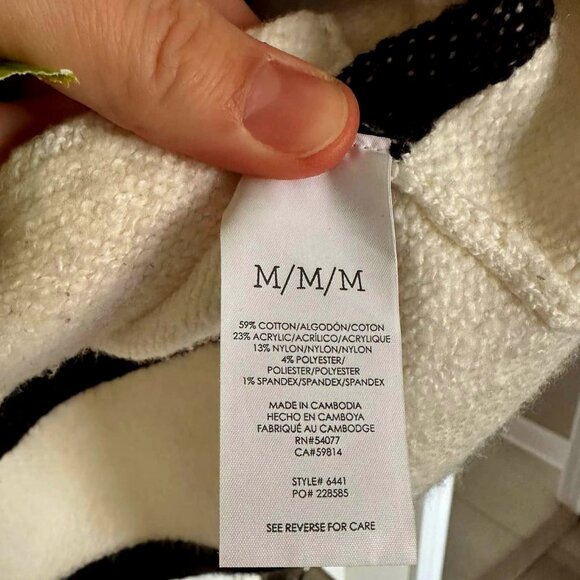 M/M/M
59% COTTON/ALGODÓN/COTON
23% ACRYLIC/ACRÍLICO/ACRYLIQUE
13% NYLON/NYLON/NYLON
4% POLYESTER/
POLIESTER/POLYESTER
1% SPANDEX/SPANDEX/SPANDEX
MADE IN CAMBODIA
HECHO EN CAMBOYA
FABRIQUÉ AU CAMBODGE
RN#54077
CA#59814
STYLE# 6441
PO# 228585
SEE REVERSE FOR CARE